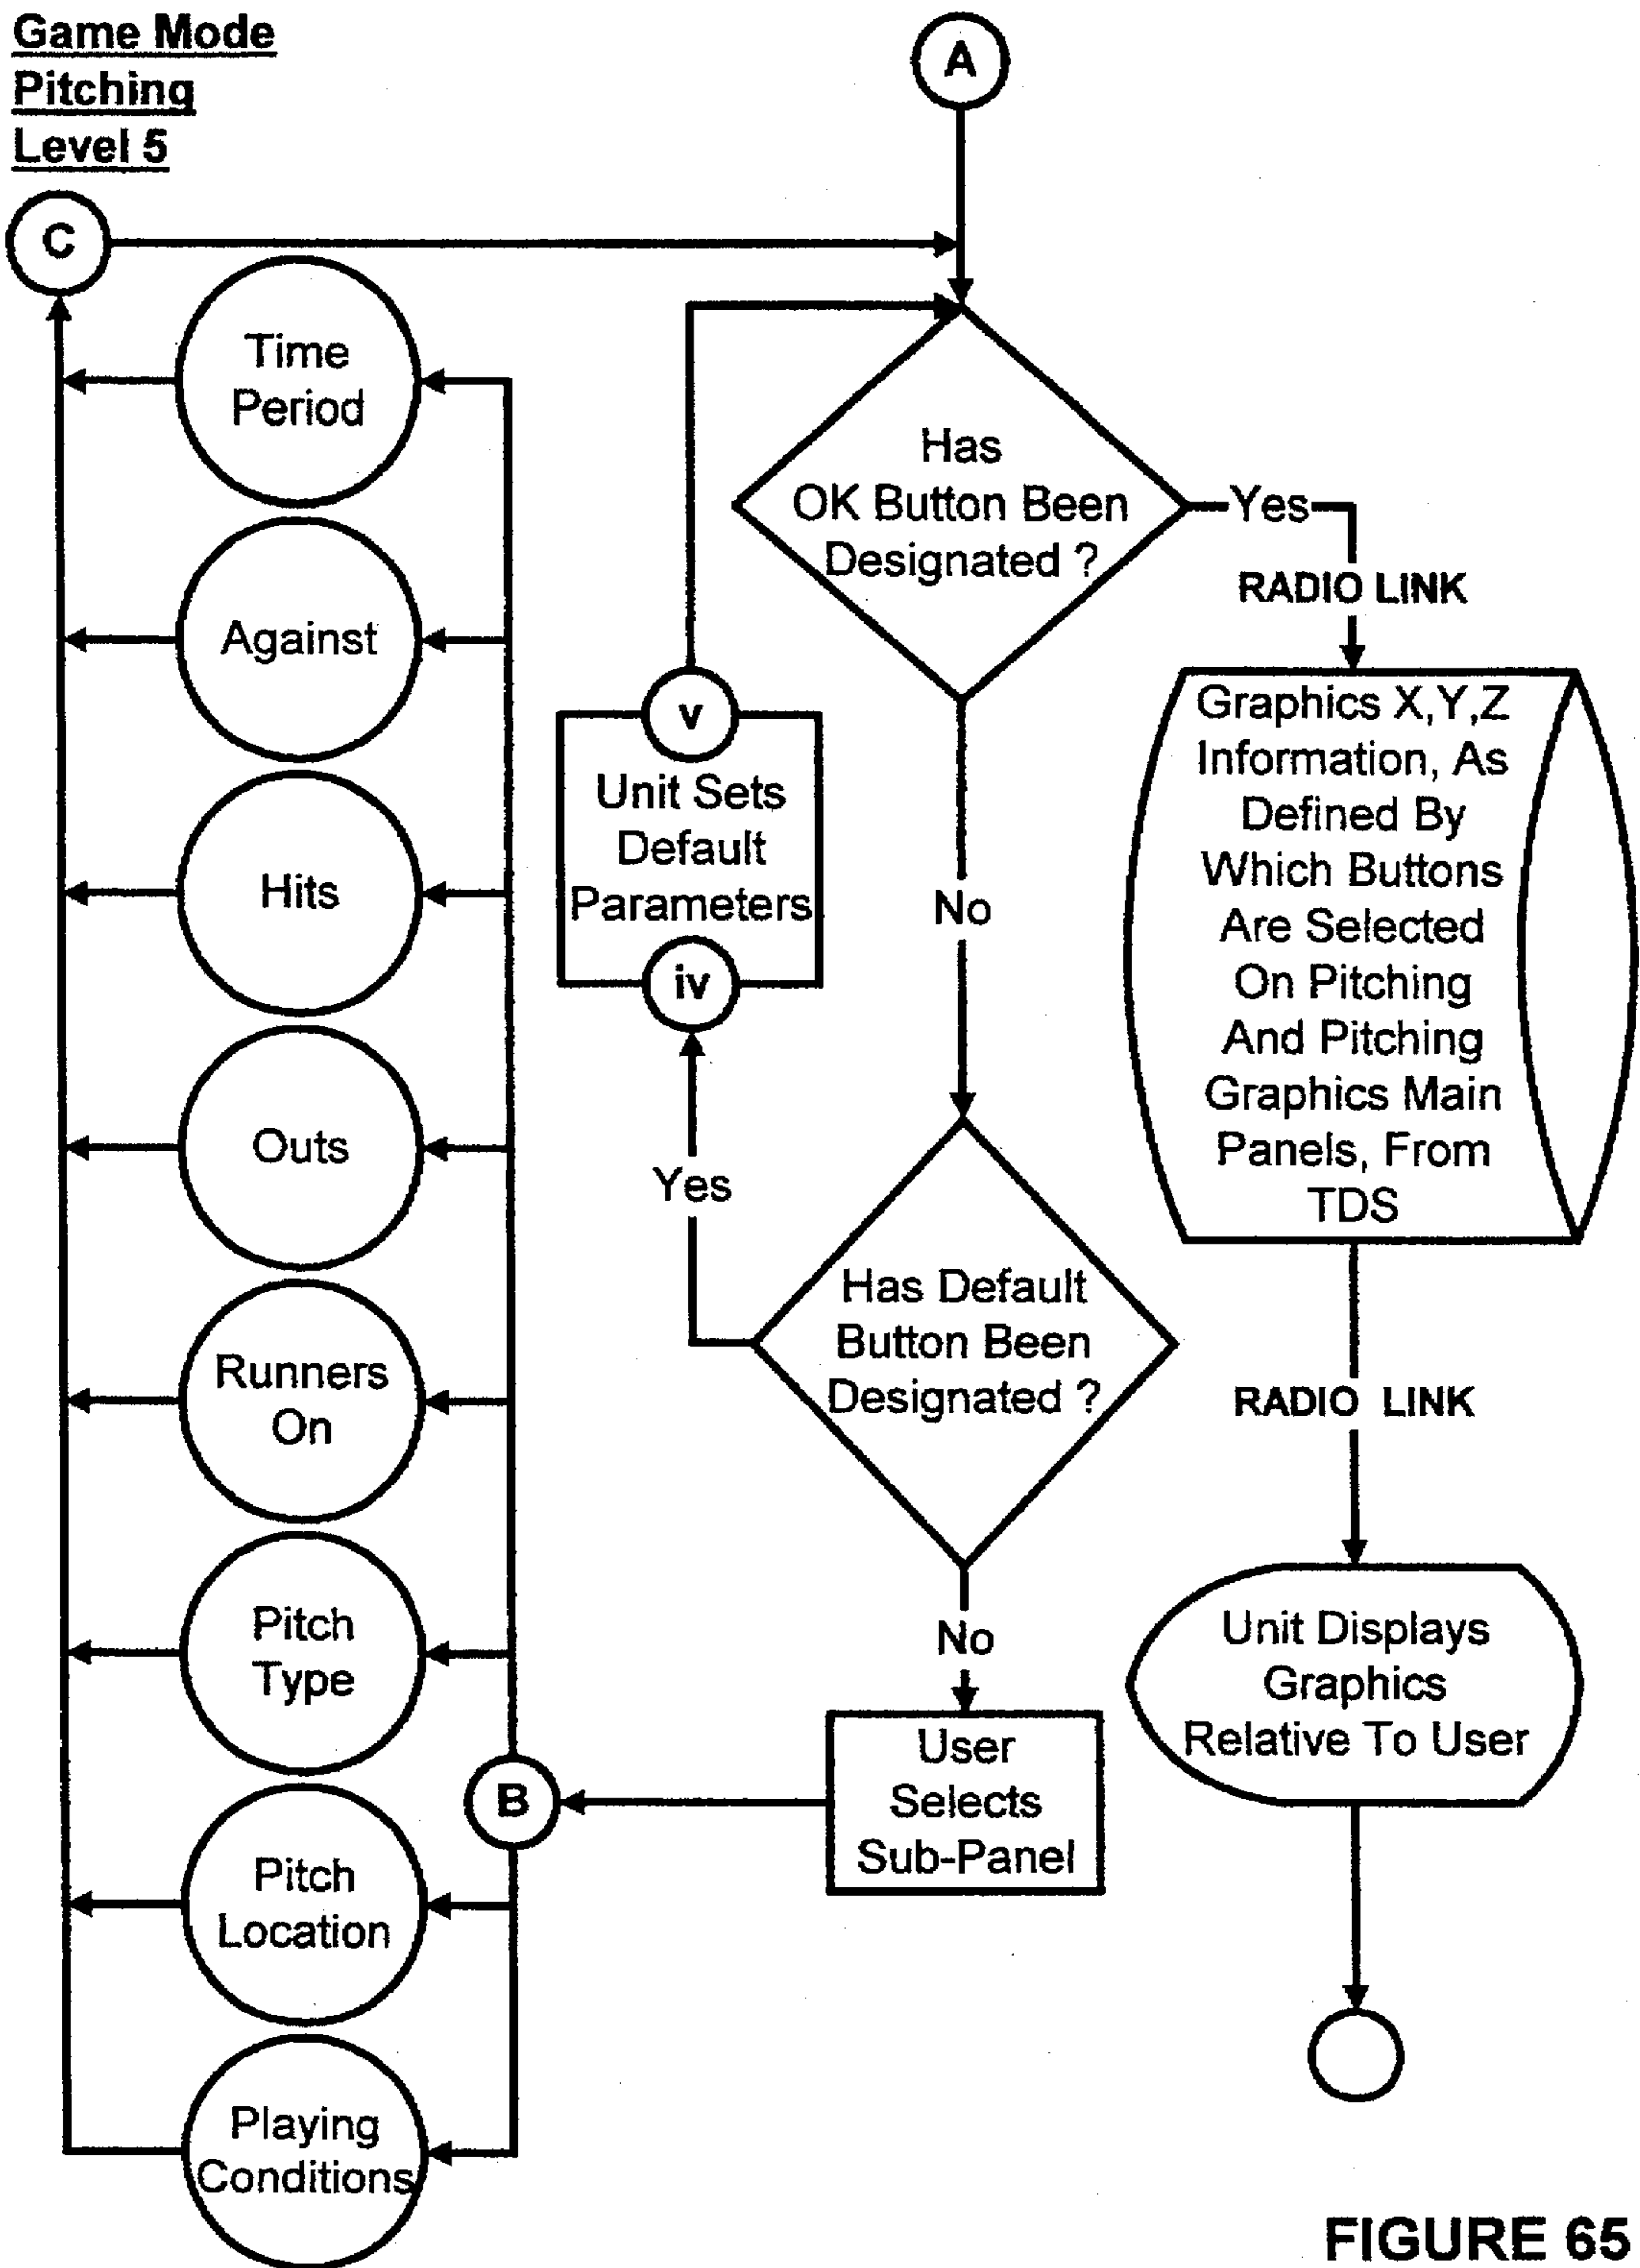 Game Mode
Pitching
Level 5
A
C
Time
Period
Against
Hits
Outs
Runners
On
Pitch
Type
Pitch
Location
Playing
Conditions
B
Has
OK Button Been
Designated ?
Yes
RADIO LINK
No
v
Unit Sets
Default
Parameters
iv
Yes
Has Default
Button Been
Designated ?
No
User
Selects
Sub-Panel
Graphics X,Y,Z
Information, As
Defined By
Which Buttons
Are Selected
On Pitching
And Pitching
Graphics Main
Panels, From
TDS
RADIO LINK
Unit Displays
Graphics
Relative To User
FIGURE 65